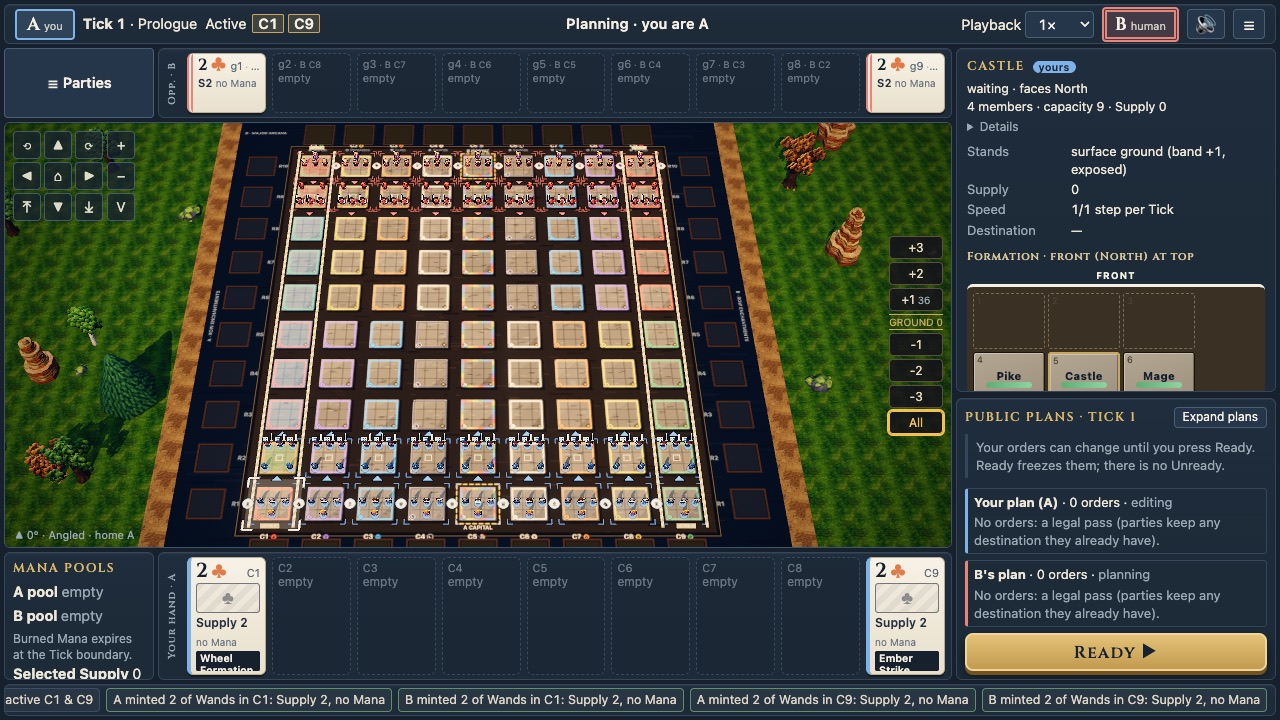 A you
Tick 1 · Prologue Active C1 C9
Planning · you are A
Playback 1×
B human
≡ Parties
OPP. · B
2 ♣ g1 · ...
S2 no Mana
g2 · B C8
empty
g3 · B C7
empty
g4 · B C6
empty
g5 · B C5
empty
g6 · B C4
empty
g7 · B C3
empty
g8 · B C2
empty
2 ♣ g9 · ...
S2 no Mana
V
+3
+2
+1 36
GROUND 0
-1
-2
-3
All
A CAPITAL
▲ 0° · Angled · home A
CASTLE yours
waiting · faces North
4 members · capacity 9 · Supply 0
▶ Details
Stands surface ground (band +1,
exposed)
Supply 0
Speed 1/1 step per Tick
Destination —
FORMATION · FRONT (NORTH) AT TOP
FRONT
4 Pike
5 Castle
6 Mage
PUBLIC PLANS · TICK 1
Expand plans
Your orders can change until you press Ready.
Ready freezes them; there is no Unready.
Your plan (A) · 0 orders · editing
No orders: a legal pass (parties keep any
destination they already have).
B's plan · 0 orders · planning
No orders: a legal pass (parties keep any
destination they already have).
READY ▶
MANA POOLS
A pool empty
B pool empty
Burned Mana expires
at the Tick boundary.
Selected Supply 0
YOUR HAND · A
2 ♣ C1
Supply 2
no Mana
Wheel
Formation
C2
empty
C3
empty
C4
empty
C5
empty
C6
empty
C7
empty
C8
empty
2 ♣ C9
Supply 2
no Mana
Ember
Strike
active C1 & C9
A minted 2 of Wands in C1: Supply 2, no Mana
B minted 2 of Wands in C1: Supply 2, no Mana
A minted 2 of Wands in C9: Supply 2, no Mana
B minted 2 of Wands in C9: Supply 2, no Mana